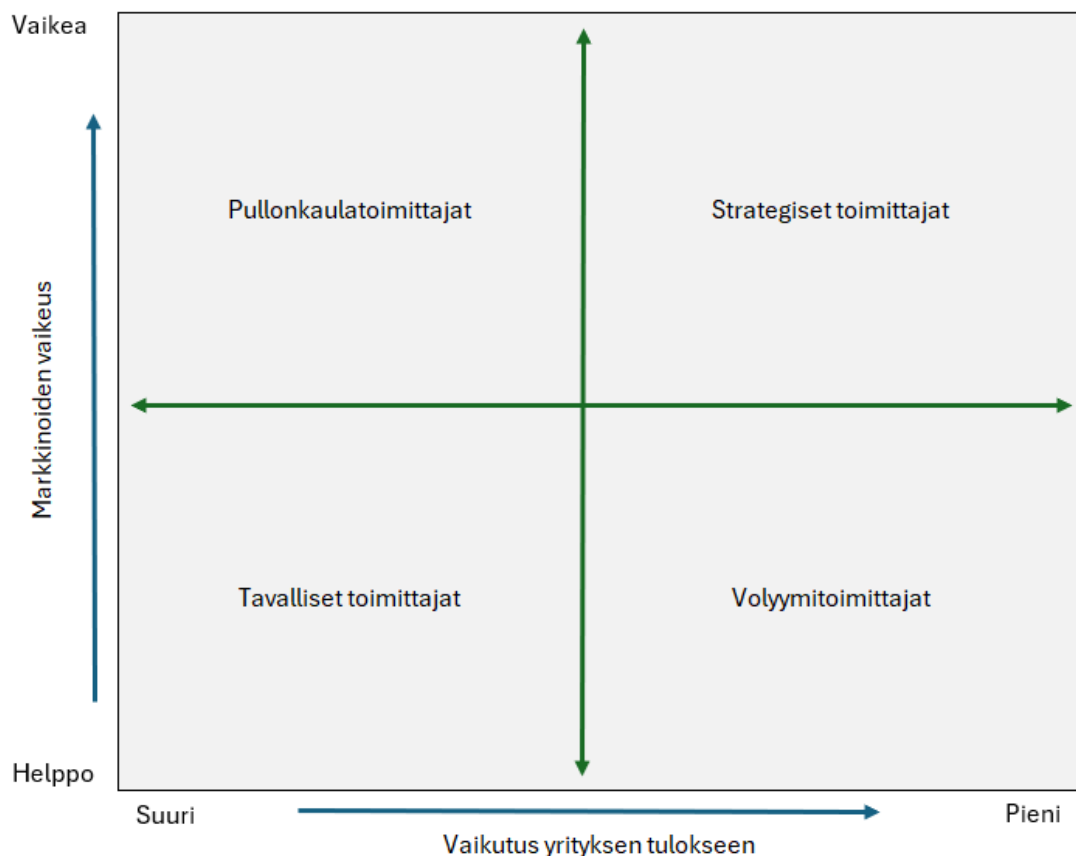 Vaikea
Pullonkaulatoimittajat
Strategiset toimittajat
Markkinoiden vaikeus
Tavalliset toimittajat
Volyymitoimittajat
Helppo
Suuri
Pieni
Vaikutus yrityksen tulokseen